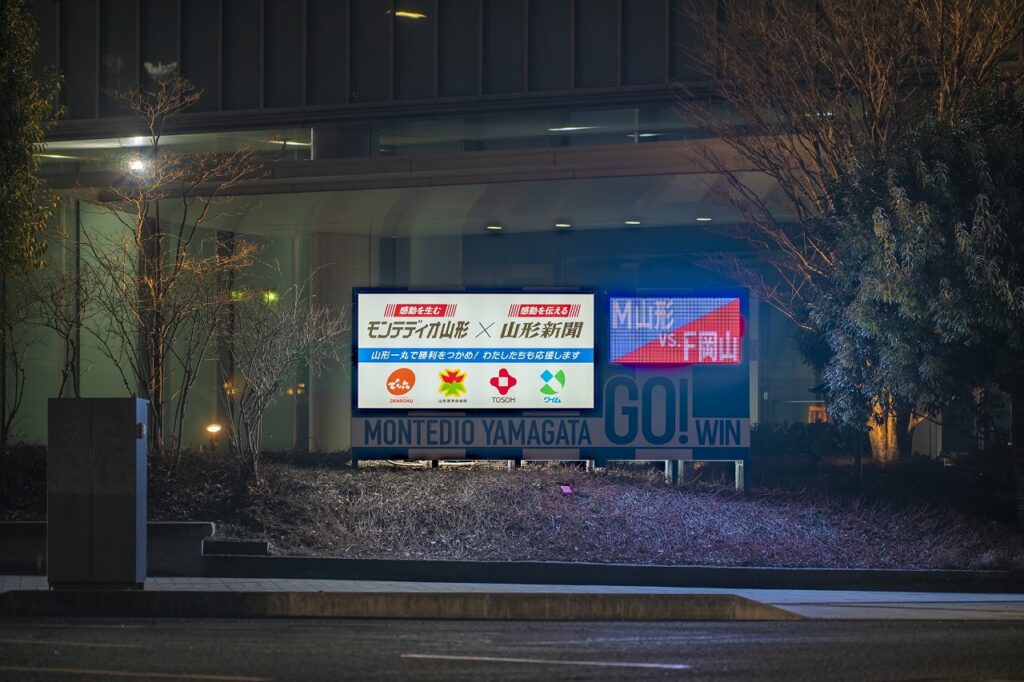 感動を生む 感動を伝える
モンテディオ山形 × 山形新聞
山形一丸で勝利をつかめ! わたしたちも応援します
でん六
DENROKU
TOSOH
ワイム
M山形
VS.
F岡山
MONTEDIO YAMAGATA GO! WIN